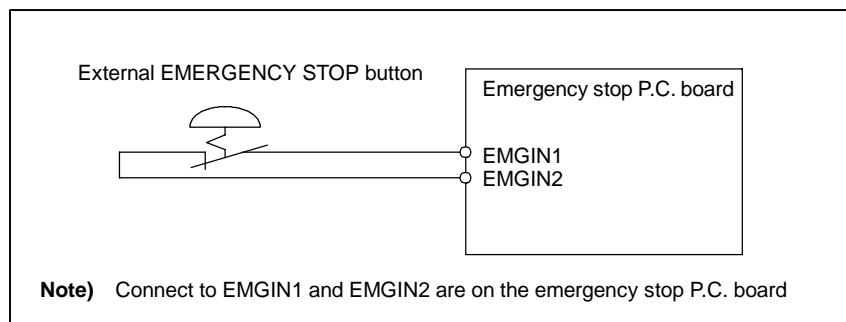 External EMERGENCY STOP button
Emergency stop P.C. board
EMGIN1
EMGIN2
Note) Connect to EMGIN1 and EMGIN2 are on the emergency stop P.C. board